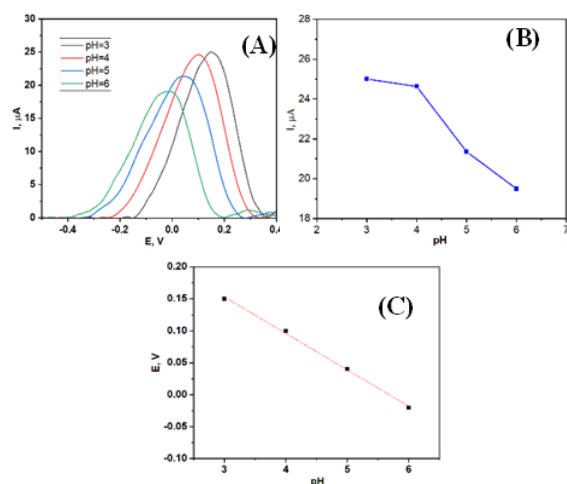 (A)
pH=3
pH=4
pH=5
pH=6
I, µA
25
20
15
10
5
0
-0.4 -0.2 0.0 0.2 0.4
E, V
(B)
I, µA
28
26
24
22
20
18
2 3 4 5 6 7
pH
(C)
E, V
0.20
0.15
0.10
0.05
0.00
-0.05
-0.10
3 4 5 6
pH